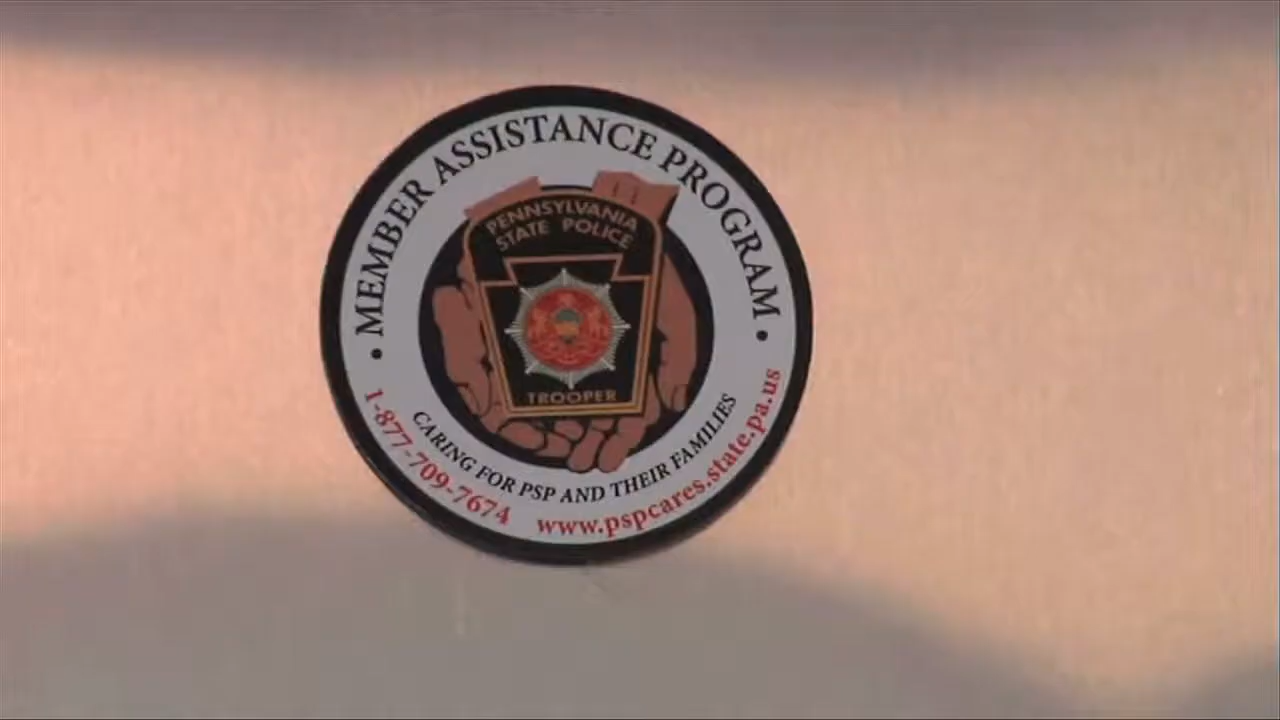 • MEMBER ASSISTANCE PROGRAM •
PENNSYLVANIA
STATE POLICE
TROOPER
CARING FOR PSP AND THEIR FAMILIES
1-877-709-7674
www.pspcares.state.pa.us